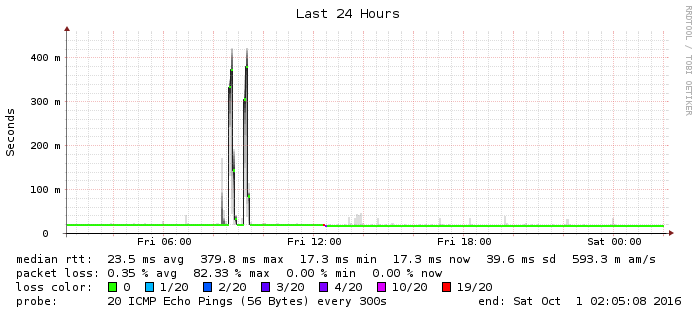 Last 24 Hours
RRDTOOL / TOBI OETIKER
Seconds
400 m
300 m
200 m
100 m
0
Fri 06:00 Fri 12:00 Fri 18:00 Sat 00:00
median rtt: 23.5 ms avg 379.8 ms max 17.3 ms min 17.3 ms now 39.6 ms sd 593.3 m am/s
packet loss: 0.35 % avg 82.33 % max 0.00 % min 0.00 % now
loss color: 0 1/20 2/20 3/20 4/20 10/20 19/20
probe: 20 ICMP Echo Pings (56 Bytes) every 300s end: Sat Oct 1 02:05:08 2016